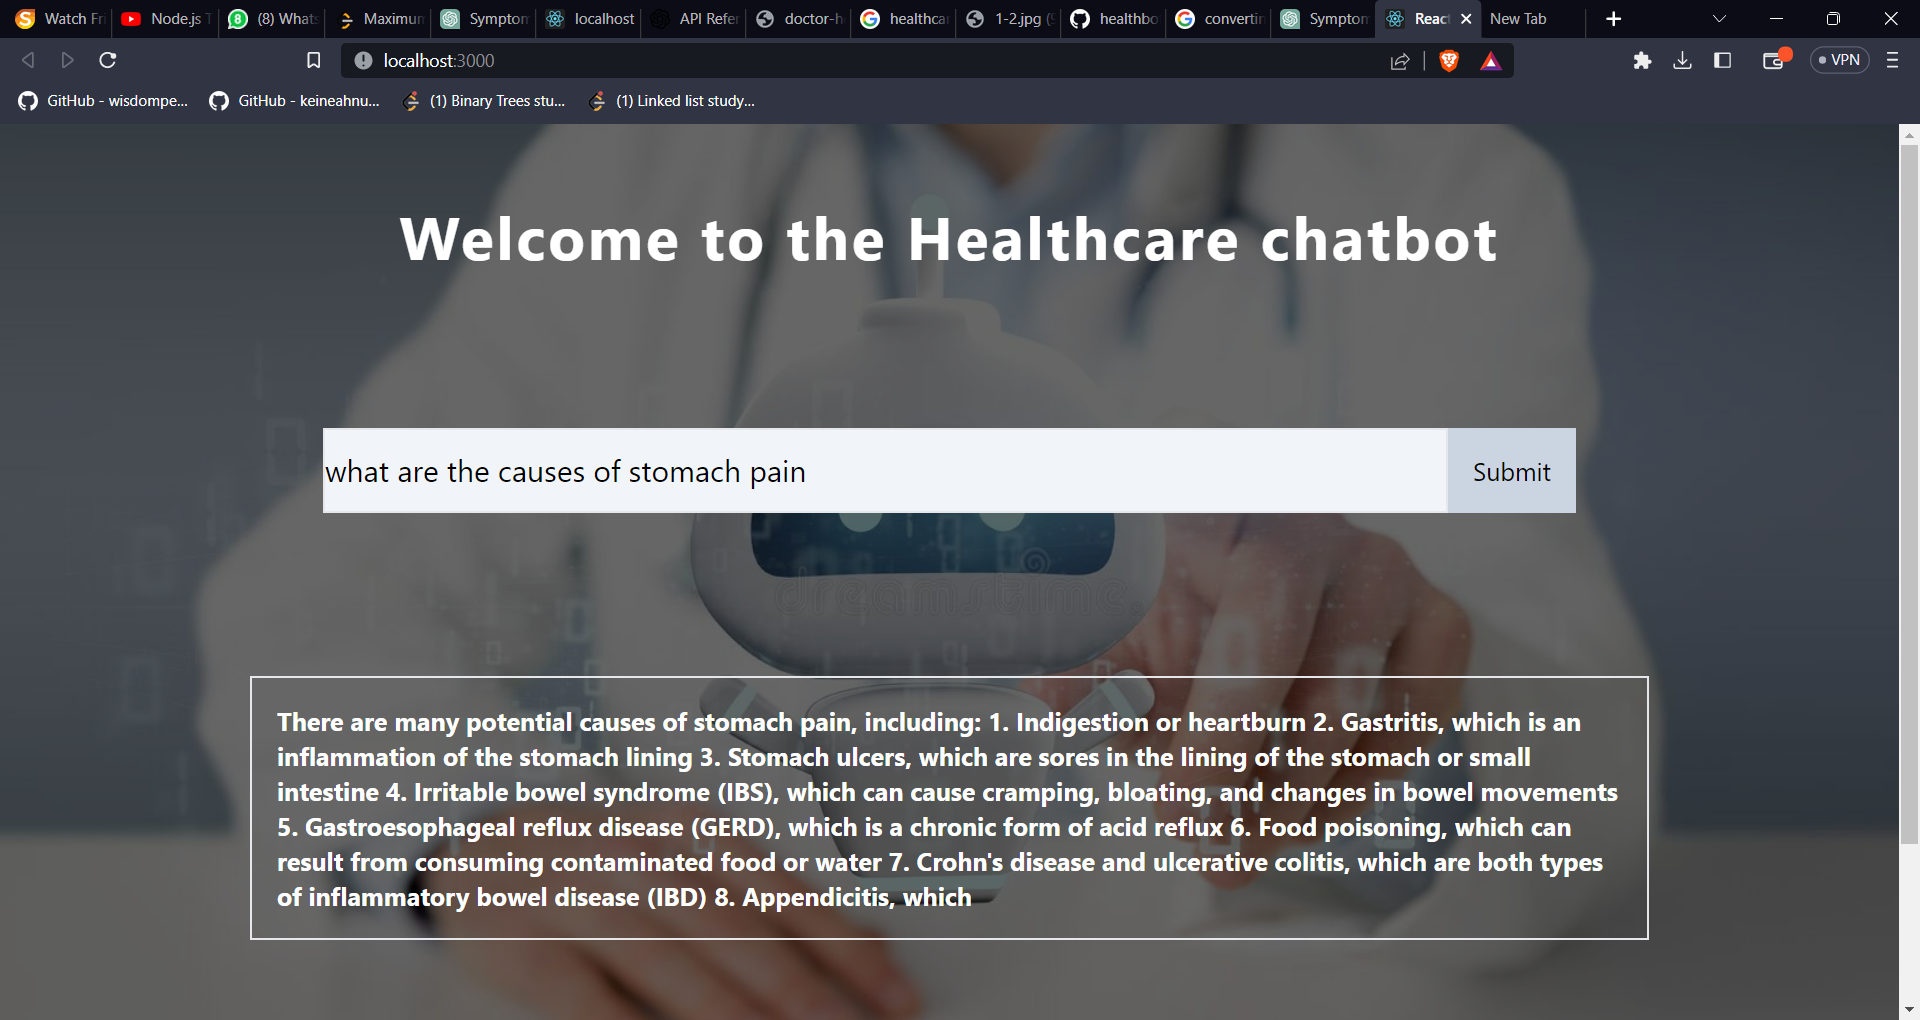 Watch Fr
Node.js T
(8) Whats
Maximum
Sympton
localhost
API Refer
doctor-h
healthcar
1-2.jpg (9
healthbo
convertin
Sympton
React
New Tab
localhost:3000
VPN
GitHub - wisdompe...
GitHub - keineahnu...
(1) Binary Trees stu...
(1) Linked list study...
Welcome to the Healthcare chatbot
what are the causes of stomach pain
Submit
dreamstime
There are many potential causes of stomach pain, including: 1. Indigestion or heartburn 2. Gastritis, which is an
inflammation of the stomach lining 3. Stomach ulcers, which are sores in the lining of the stomach or small
intestine 4. Irritable bowel syndrome (IBS), which can cause cramping, bloating, and changes in bowel movements
5. Gastroesophageal reflux disease (GERD), which is a chronic form of acid reflux 6. Food poisoning, which can
result from consuming contaminated food or water 7. Crohn's disease and ulcerative colitis, which are both types
of inflammatory bowel disease (IBD) 8. Appendicitis, which